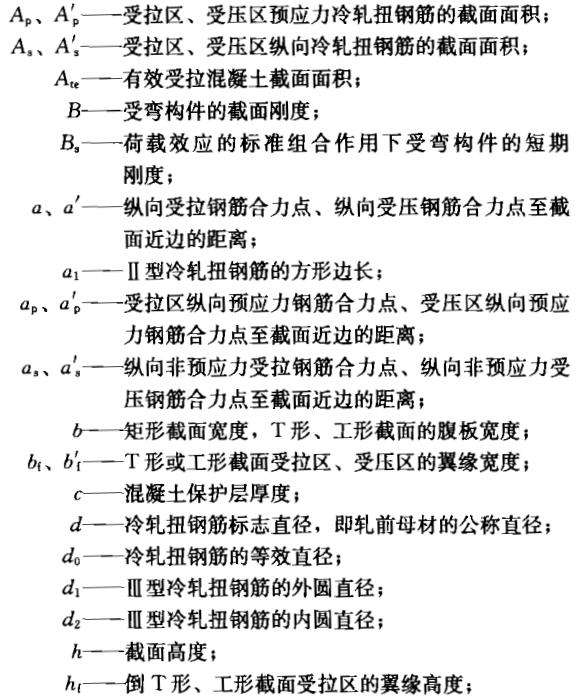 Aₚ、A′ₚ——受拉区、受压区预应力冷轧扭钢筋的截面面积；
Aₛ、A′ₛ——受拉区、受压区纵向冷轧扭钢筋的截面面积；
Aₜₑ——有效受拉混凝土截面面积；
B——受弯构件的截面刚度；
Bₛ——荷载效应的标准组合作用下受弯构件的短期
刚度；
a、a′——纵向受拉钢筋合力点、纵向受压钢筋合力点至截
面近边的距离；
a₁——Ⅱ型冷轧扭钢筋的方形边长；
aₚ、a′ₚ——受拉区纵向预应力钢筋合力点、受压区纵向预应
力钢筋合力点至截面近边的距离；
aₛ、a′ₛ——纵向非预应力受拉钢筋合力点、纵向非预应力受
压钢筋合力点至截面近边的距离；
b——矩形截面宽度，T形、工形截面的腹板宽度；
b_f、b′_f——T形或工形截面受拉区、受压区的翼缘宽度；
c——混凝土保护层厚度；
d——冷轧扭钢筋标志直径，即轧前母材的公称直径；
d₀——冷轧扭钢筋的等效直径；
d₁——Ⅲ型冷轧扭钢筋的外圆直径；
d₂——Ⅲ型冷轧扭钢筋的内圆直径；
h——截面高度；
h_f——倒T形、工形截面受拉区的翼缘高度；